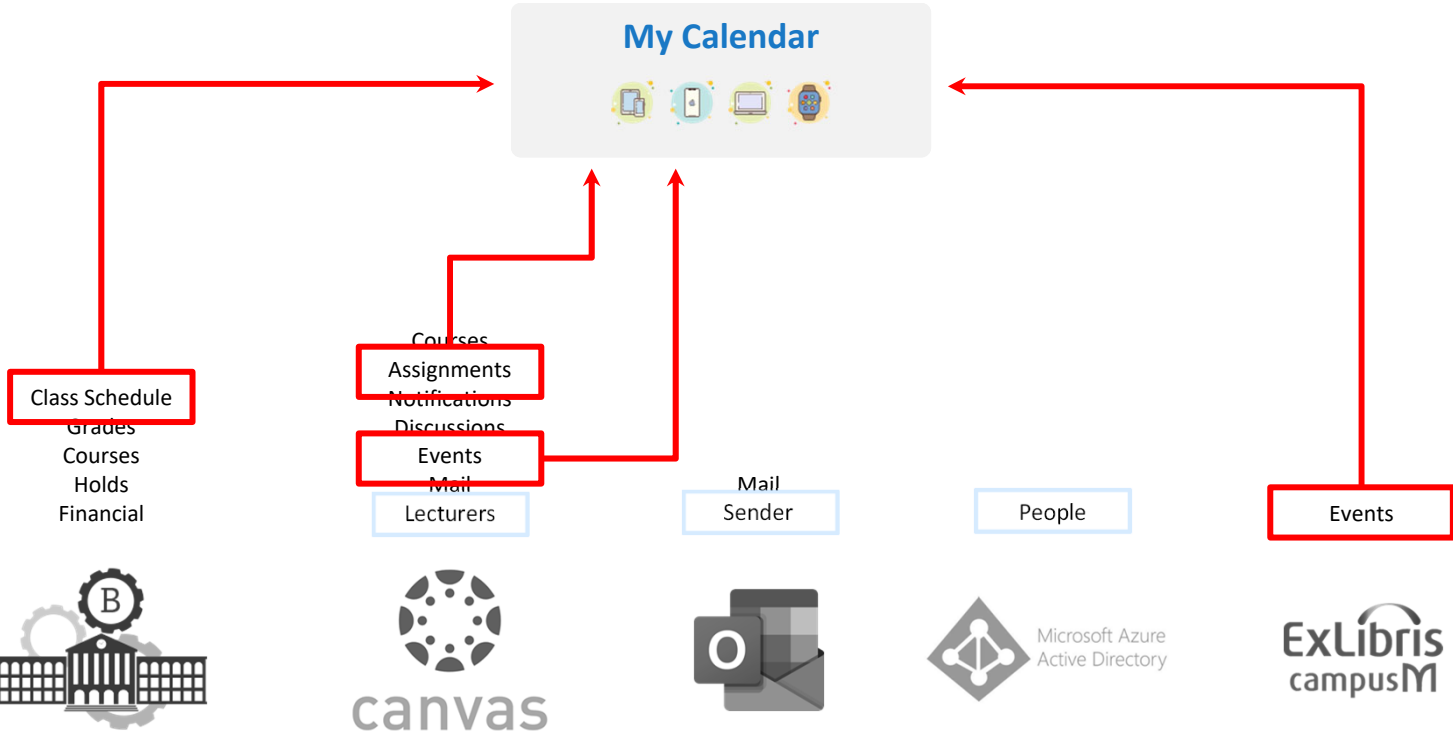 My Calendar
Class Schedule
Grades
Courses
Holds
Financial
Courses
Assignments
Notifications
Discussions
Events
Mail
Lecturers
Mail
Sender
People
Events
B
canvas
O
Microsoft Azure
Active Directory
ExLibris
campusM